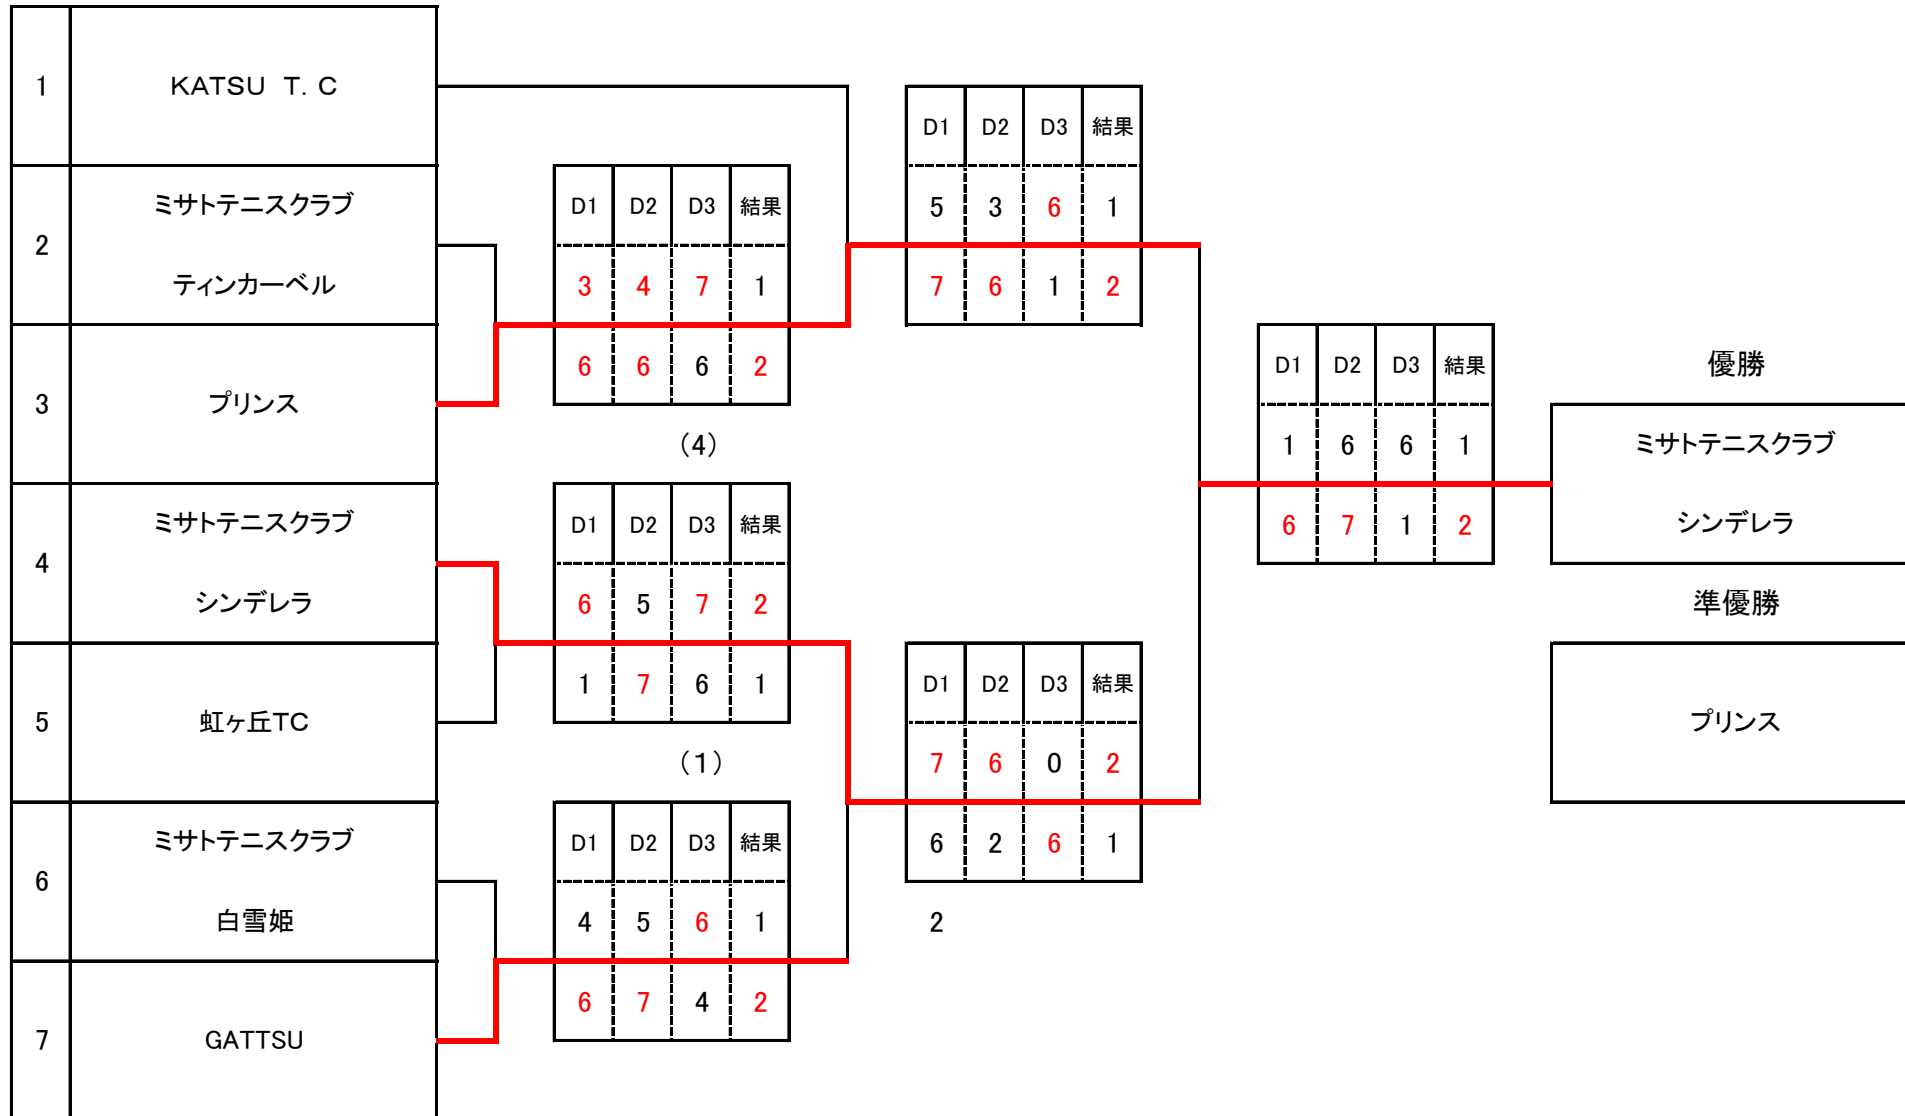 1 KATSU T.C
D1 D2 D3 結果
ミサトテニスクラブ
2
ティンカーベル
D1 D2 D3 結果
5 3 6 1
3 4 7 1
7 6 1 2
6 6 6 2
3 プリンス
(4)
D1 D2 D3 結果
優勝
1 6 6 1
ミサトテニスクラブ
6 7 1 2
シンデレラ
準優勝
プリンス
ミサトテニスクラブ
4
シンデレラ
D1 D2 D3 結果
6 5 7 2
1 7 6 1
5 虹ヶ丘TC
(1)
D1 D2 D3 結果
7 6 0 2
6 2 6 1
2
ミサトテニスクラブ
6
白雪姫
D1 D2 D3 結果
4 5 6 1
6 7 4 2
7 GATTSU